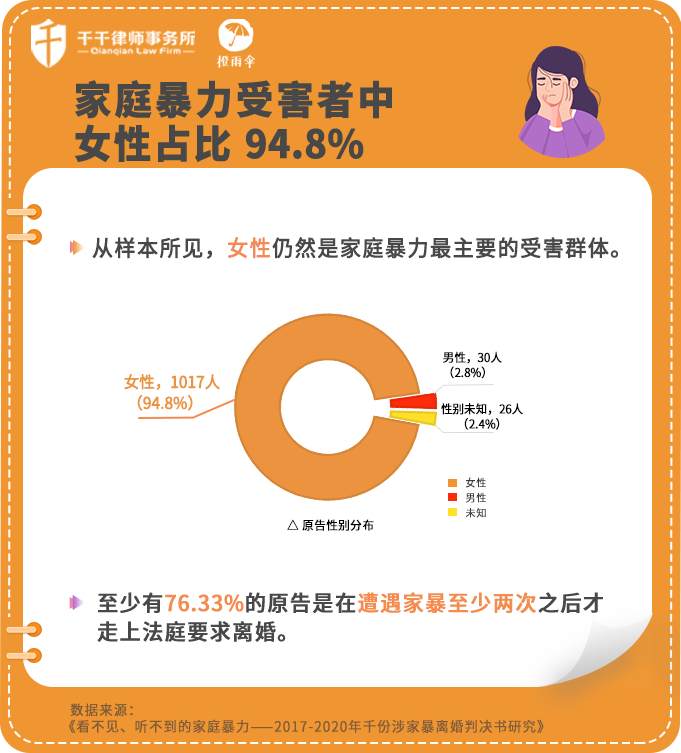 千千律师事务所
Qianqian Law Firm
橙雨伞
家庭暴力受害者中
女性占比 94.8%
从样本所见，女性仍然是家庭暴力最主要的受害群体。
女性，1017人
（94.8%）
男性，30人
（2.8%）
性别未知，26人
（2.4%）
女性
男性
未知
△ 原告性别分布
至少有76.33%的原告是在遭遇家暴至少两次之后才
走上法庭要求离婚。
数据来源：
《看不见、听不到的家庭暴力——2017-2020年千份涉家暴离婚判决书研究》